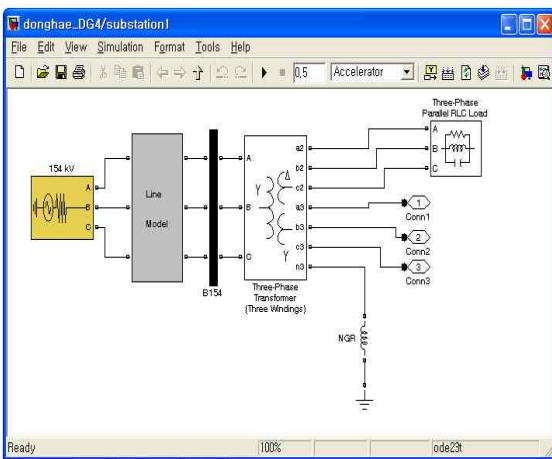 donghae_DG4/substation1
File Edit View Simulation Format Tools Help
0,5 Accelerator
Three-Phase
Parallel RLC Load
A
B
C
154 kV
A
B
C
Line
Model
B154
A
B
C
Y
Δ
Y
a2
b2
c2
a3
b3
c3
n3
Three-Phase
Transformer
(Three Windings)
1
Conn1
2
Conn2
3
Conn3
NGR
Ready 100% ode23t